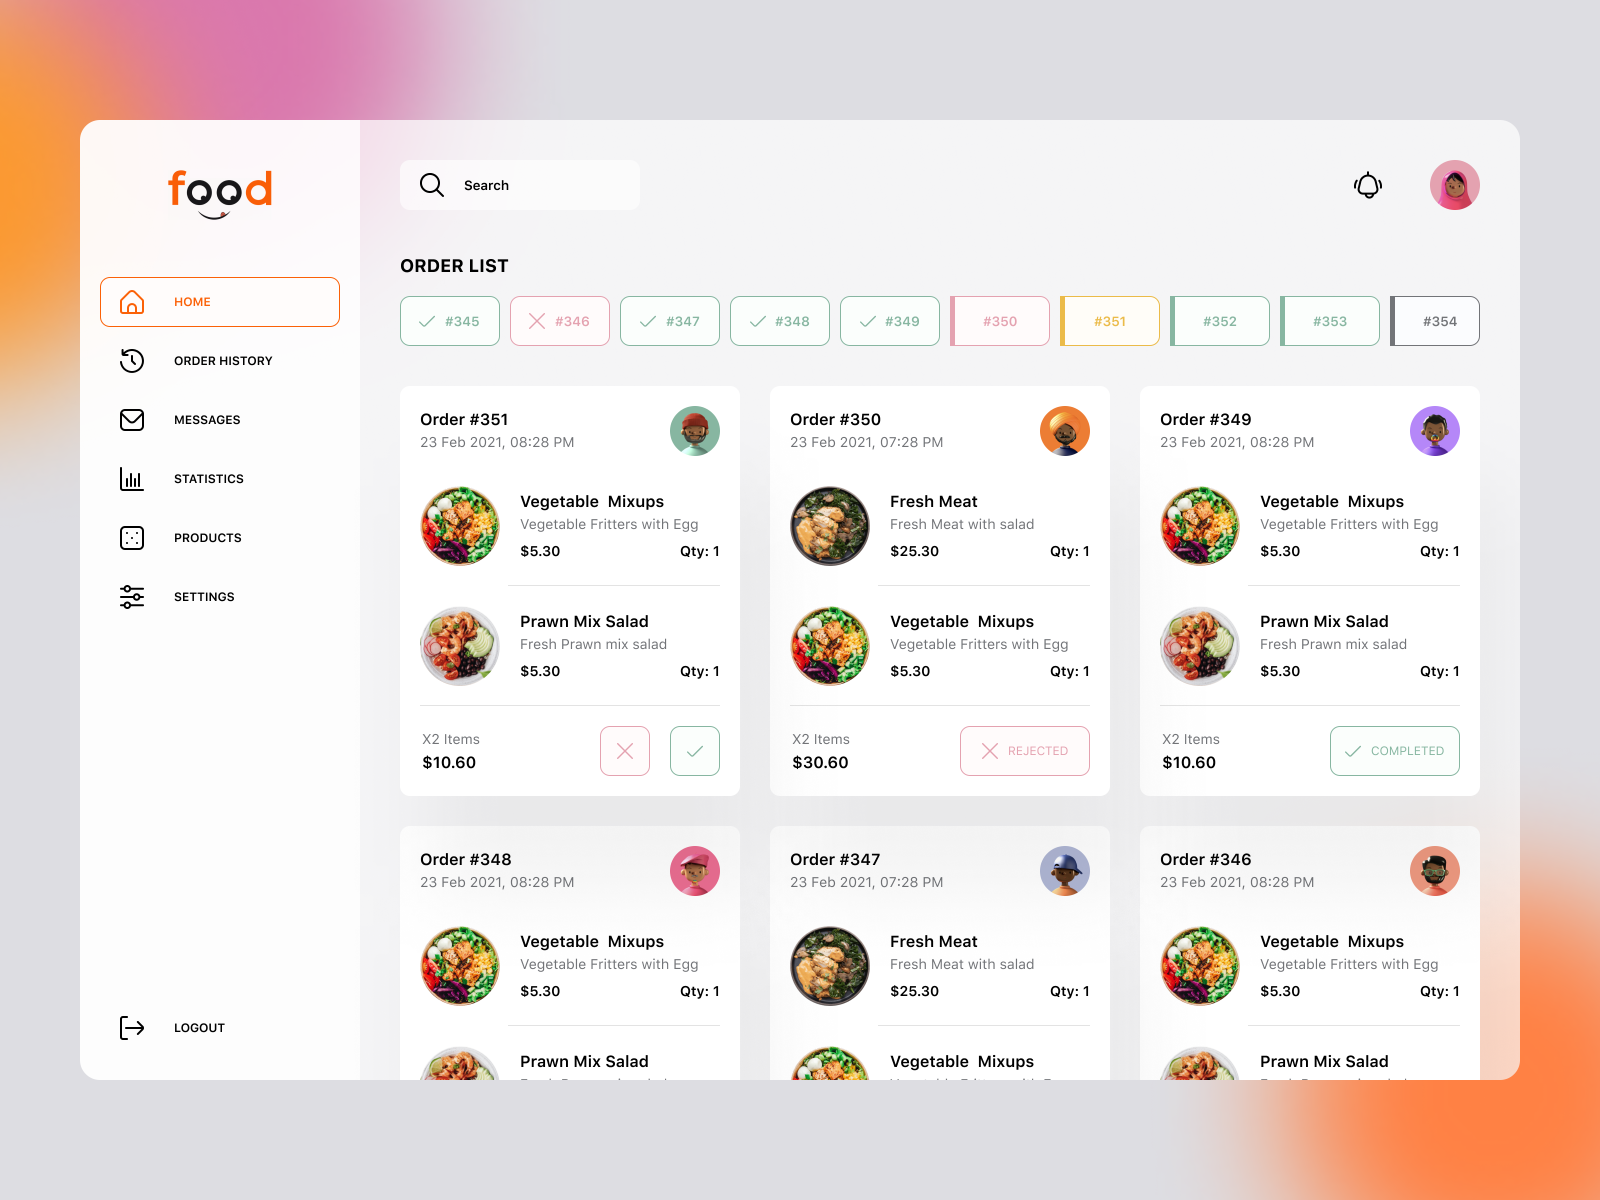 food
Search
HOME
ORDER HISTORY
MESSAGES
STATISTICS
PRODUCTS
SETTINGS
LOGOUT
ORDER LIST
#345 #346 #347 #348 #349 #350 #351 #352 #353 #354
Order #351
23 Feb 2021, 08:28 PM
Vegetable Mixups
Vegetable Fritters with Egg
$5.30 Qty: 1
Prawn Mix Salad
Fresh Prawn mix salad
$5.30 Qty: 1
X2 Items
$10.60
Order #350
23 Feb 2021, 07:28 PM
Fresh Meat
Fresh Meat with salad
$25.30 Qty: 1
Vegetable Mixups
Vegetable Fritters with Egg
$5.30 Qty: 1
X2 Items
$30.60
REJECTED
Order #349
23 Feb 2021, 08:28 PM
Vegetable Mixups
Vegetable Fritters with Egg
$5.30 Qty: 1
Prawn Mix Salad
Fresh Prawn mix salad
$5.30 Qty: 1
X2 Items
$10.60
COMPLETED
Order #348
23 Feb 2021, 08:28 PM
Vegetable Mixups
Vegetable Fritters with Egg
$5.30 Qty: 1
Prawn Mix Salad
Order #347
23 Feb 2021, 07:28 PM
Fresh Meat
Fresh Meat with salad
$25.30 Qty: 1
Vegetable Mixups
Order #346
23 Feb 2021, 08:28 PM
Vegetable Mixups
Vegetable Fritters with Egg
$5.30 Qty: 1
Prawn Mix Salad